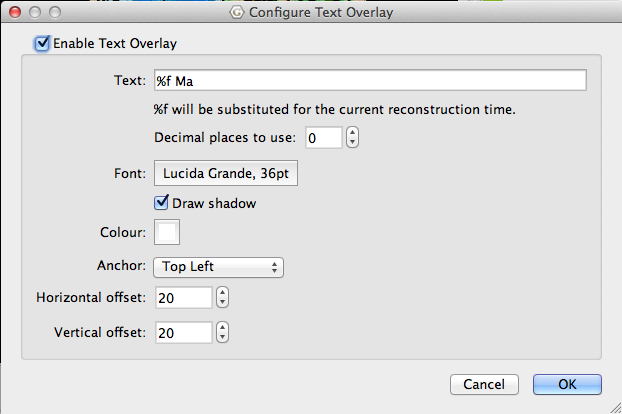 Configure Text Overlay
Enable Text Overlay
Text: %f Ma
%f will be substituted for the current reconstruction time.
Decimal places to use: 0
Font: Lucida Grande, 36pt
Draw shadow
Colour:
Anchor: Top Left
Horizontal offset: 20
Vertical offset: 20
Cancel OK